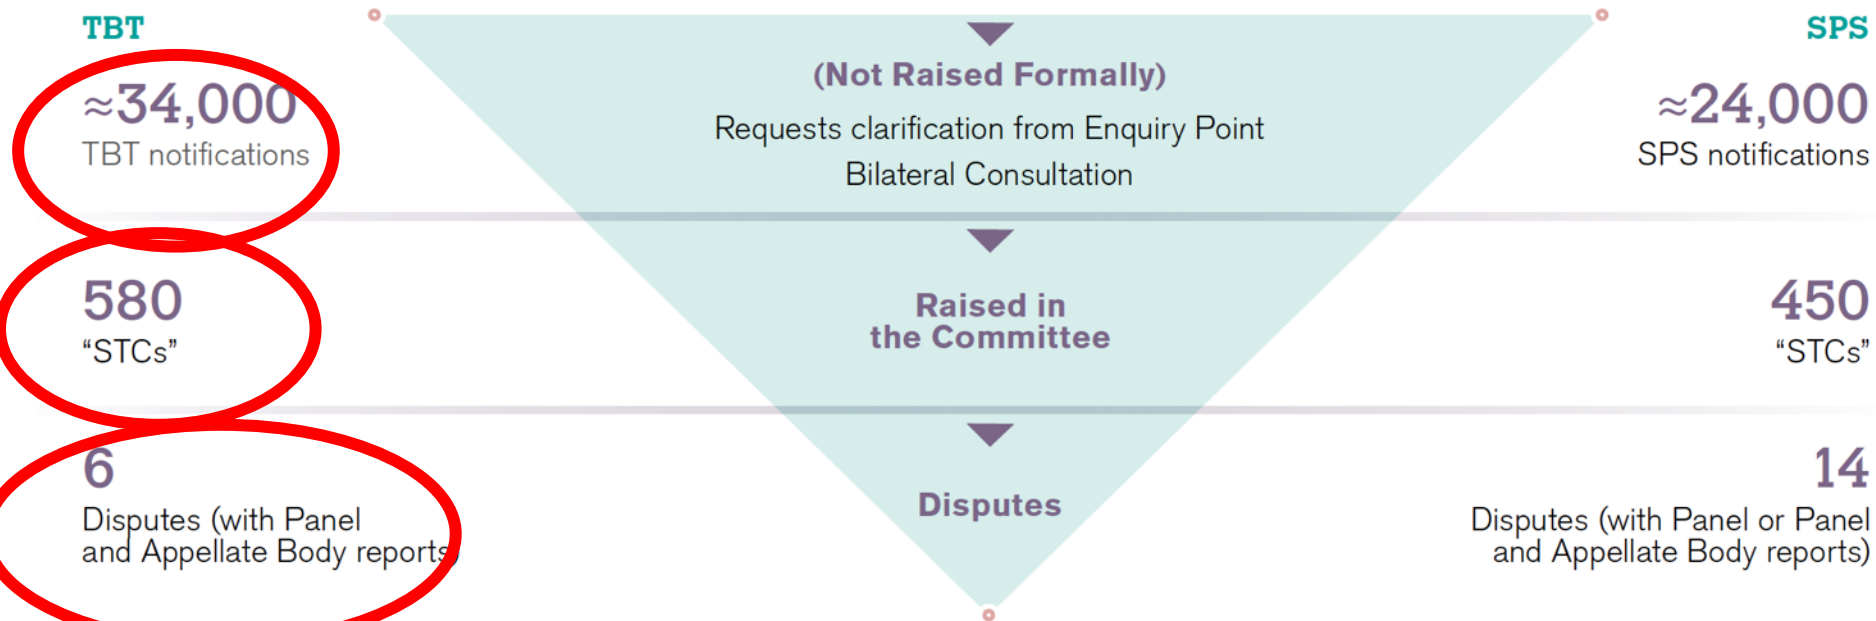 TBT
≈34,000
TBT notifications
(Not Raised Formally)
Requests clarification from Enquiry Point
Bilateral Consultation
SPS
≈24,000
SPS notifications
580
“STCs”
Raised in
the Committee
450
“STCs”
6
Disputes (with Panel
and Appellate Body reports)
Disputes
14
Disputes (with Panel or Panel
and Appellate Body reports)